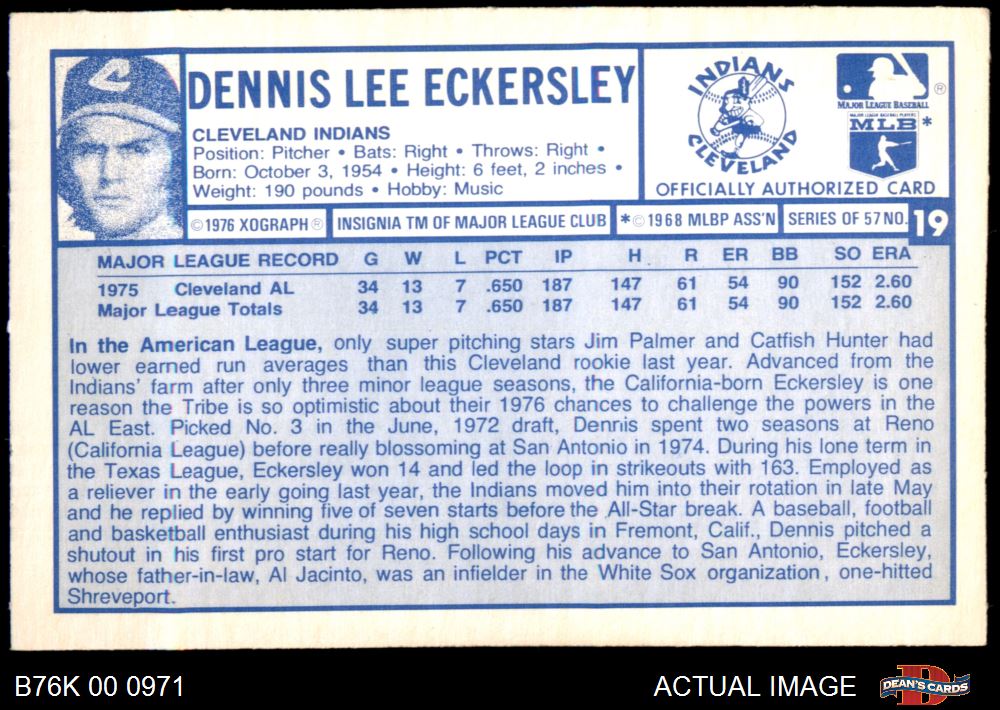 C
DENNIS LEE ECKERSLEY
CLEVELAND INDIANS
Position: Pitcher • Bats: Right • Throws: Right •
Born: October 3, 1954 • Height: 6 feet, 2 inches •
Weight: 190 pounds • Hobby: Music
INDIANS
CLEVELAND
®
MAJOR LEAGUE BASEBALL
MAJOR LEAGUE BASEBALL PLAYERS
MLB *
OFFICIALLY AUTHORIZED CARD
©1976 XOGRAPH® INSIGNIA TM OF MAJOR LEAGUE CLUB *©1968 MLBP ASS'N SERIES OF 57 NO. 19
MAJOR LEAGUE RECORD G W L PCT IP H R ER BB SO ERA
1975 Cleveland AL 34 13 7 .650 187 147 61 54 90 152 2.60
Major League Totals 34 13 7 .650 187 147 61 54 90 152 2.60
In the American League, only super pitching stars Jim Palmer and Catfish Hunter had
lower earned run averages than this Cleveland rookie last year. Advanced from the
Indians' farm after only three minor league seasons, the California-born Eckersley is one
reason the Tribe is so optimistic about their 1976 chances to challenge the powers in the
AL East. Picked No. 3 in the June, 1972 draft, Dennis spent two seasons at Reno
(California League) before really blossoming at San Antonio in 1974. During his lone term in
the Texas League, Eckersley won 14 and led the loop in strikeouts with 163. Employed as
a reliever in the early going last year, the Indians moved him into their rotation in late May
and he replied by winning five of seven starts before the All-Star break. A baseball, football
and basketball enthusiast during his high school days in Fremont, Calif., Dennis pitched a
shutout in his first pro start for Reno. Following his advance to San Antonio, Eckersley,
whose father-in-law, Al Jacinto, was an infielder in the White Sox organization, one-hitted
Shreveport.
B76K 00 0971 ACTUAL IMAGE D DEAN'S CARDS